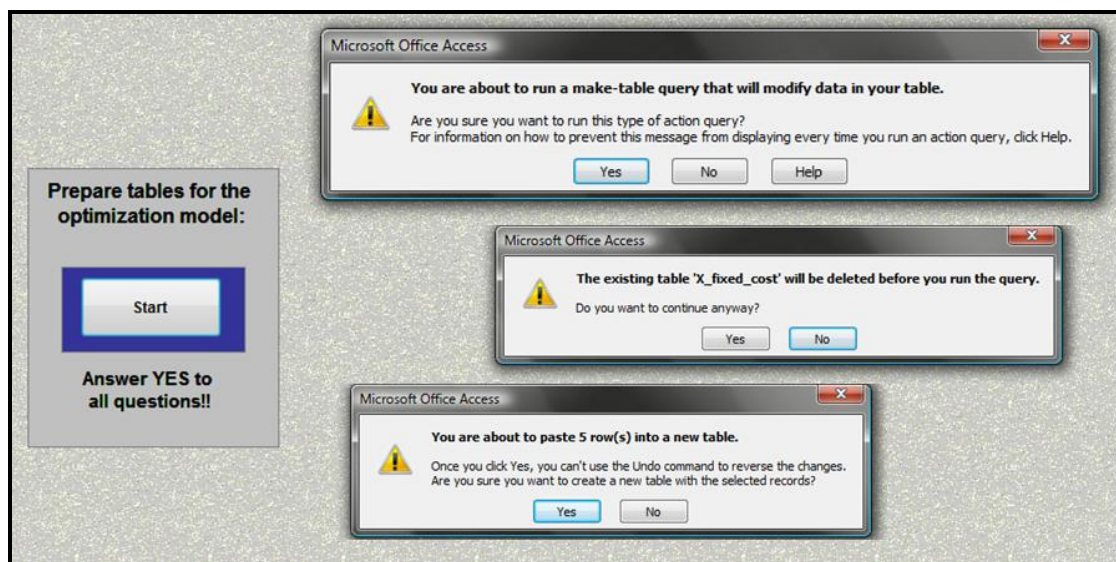 Prepare tables for the
optimization model:
Start
Answer YES to
all questions!!
Microsoft Office Access
You are about to run a make-table query that will modify data in your table.
Are you sure you want to run this type of action query?
For information on how to prevent this message from displaying every time you run an action query, click Help.
Yes No Help
Microsoft Office Access
The existing table 'X_fixed_cost' will be deleted before you run the query.
Do you want to continue anyway?
Yes No
Microsoft Office Access
You are about to paste 5 row(s) into a new table.
Once you click Yes, you can't use the Undo command to reverse the changes.
Are you sure you want to create a new table with the selected records?
Yes No